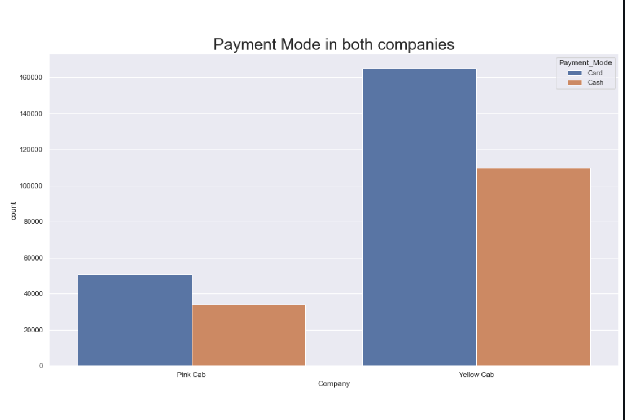 Payment Mode in both companies
Payment_Mode
Card
Cash
160000
140000
120000
100000
80000
60000
40000
20000
0
count
Pink Cab
Yellow Cab
Company